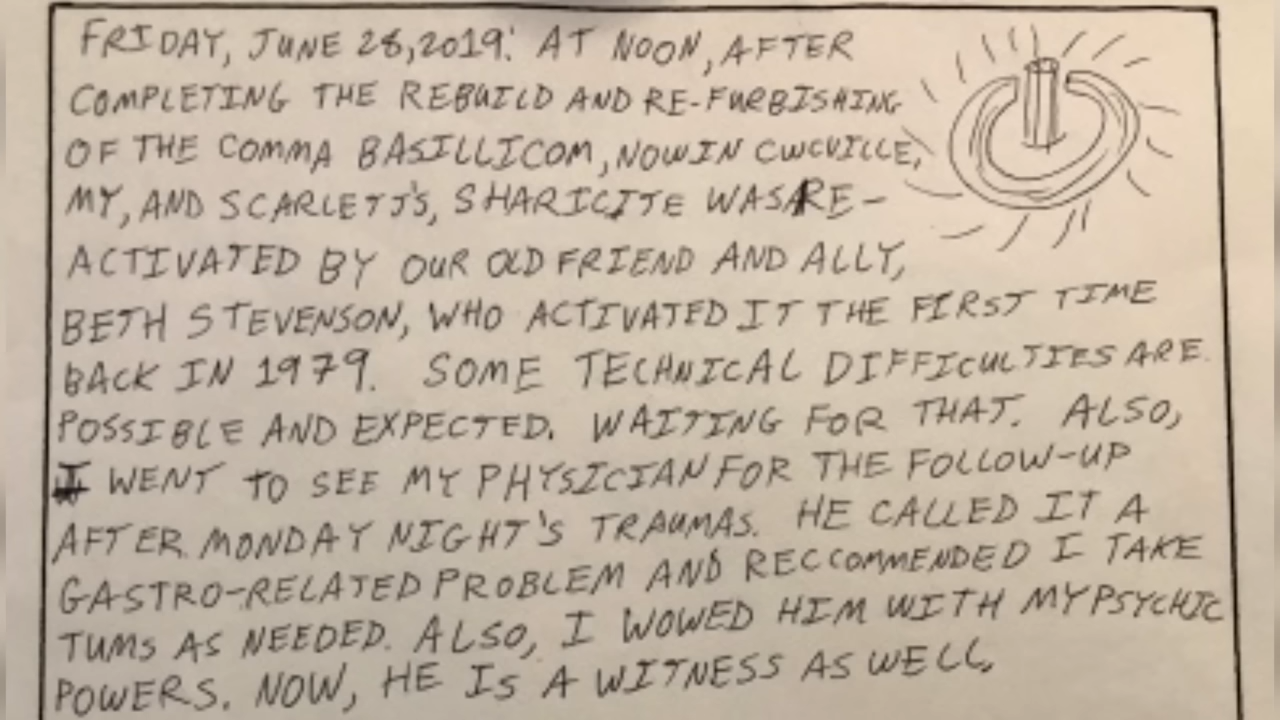 FRIDAY, JUNE 28, 2019: AT NOON, AFTER
COMPLETING THE REBUILD AND RE-FURBISHING
OF THE COMMA BASILLICOM, NOW IN CWCVILLE,
MY, AND SCARLETT'S, SHARICITE WAS RE-
ACTIVATED BY OUR OLD FRIEND AND ALLY,
BETH STEVENSON, WHO ACTIVATED IT THE FIRST TIME
BACK IN 1979. SOME TECHNICAL DIFFICULTIES ARE
POSSIBLE AND EXPECTED. WAITING FOR THAT. ALSO,
I WENT TO SEE MY PHYSICIAN FOR THE FOLLOW-UP
AFTER MONDAY NIGHT'S TRAUMAS. HE CALLED IT A
GASTRO-RELATED PROBLEM AND RECCOMMENDED I TAKE
TUMS AS NEEDED. ALSO, I WOWED HIM WITH MY PSYCHIC
POWERS. NOW, HE IS A WITNESS AS WELL.